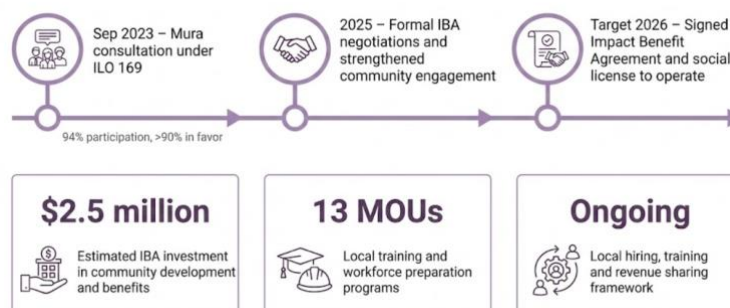 Sep 2023 – Mura
consultation under
ILO 169
2025 – Formal IBA
negotiations and
strengthened
community engagement
Target 2026 – Signed
Impact Benefit
Agreement and social
license to operate
94% participation, >90% in favor
$2.5 million
Estimated IBA investment
in community development
and benefits
13 MOUs
Local training and
workforce preparation
programs
Ongoing
Local hiring, training
and revenue sharing
framework